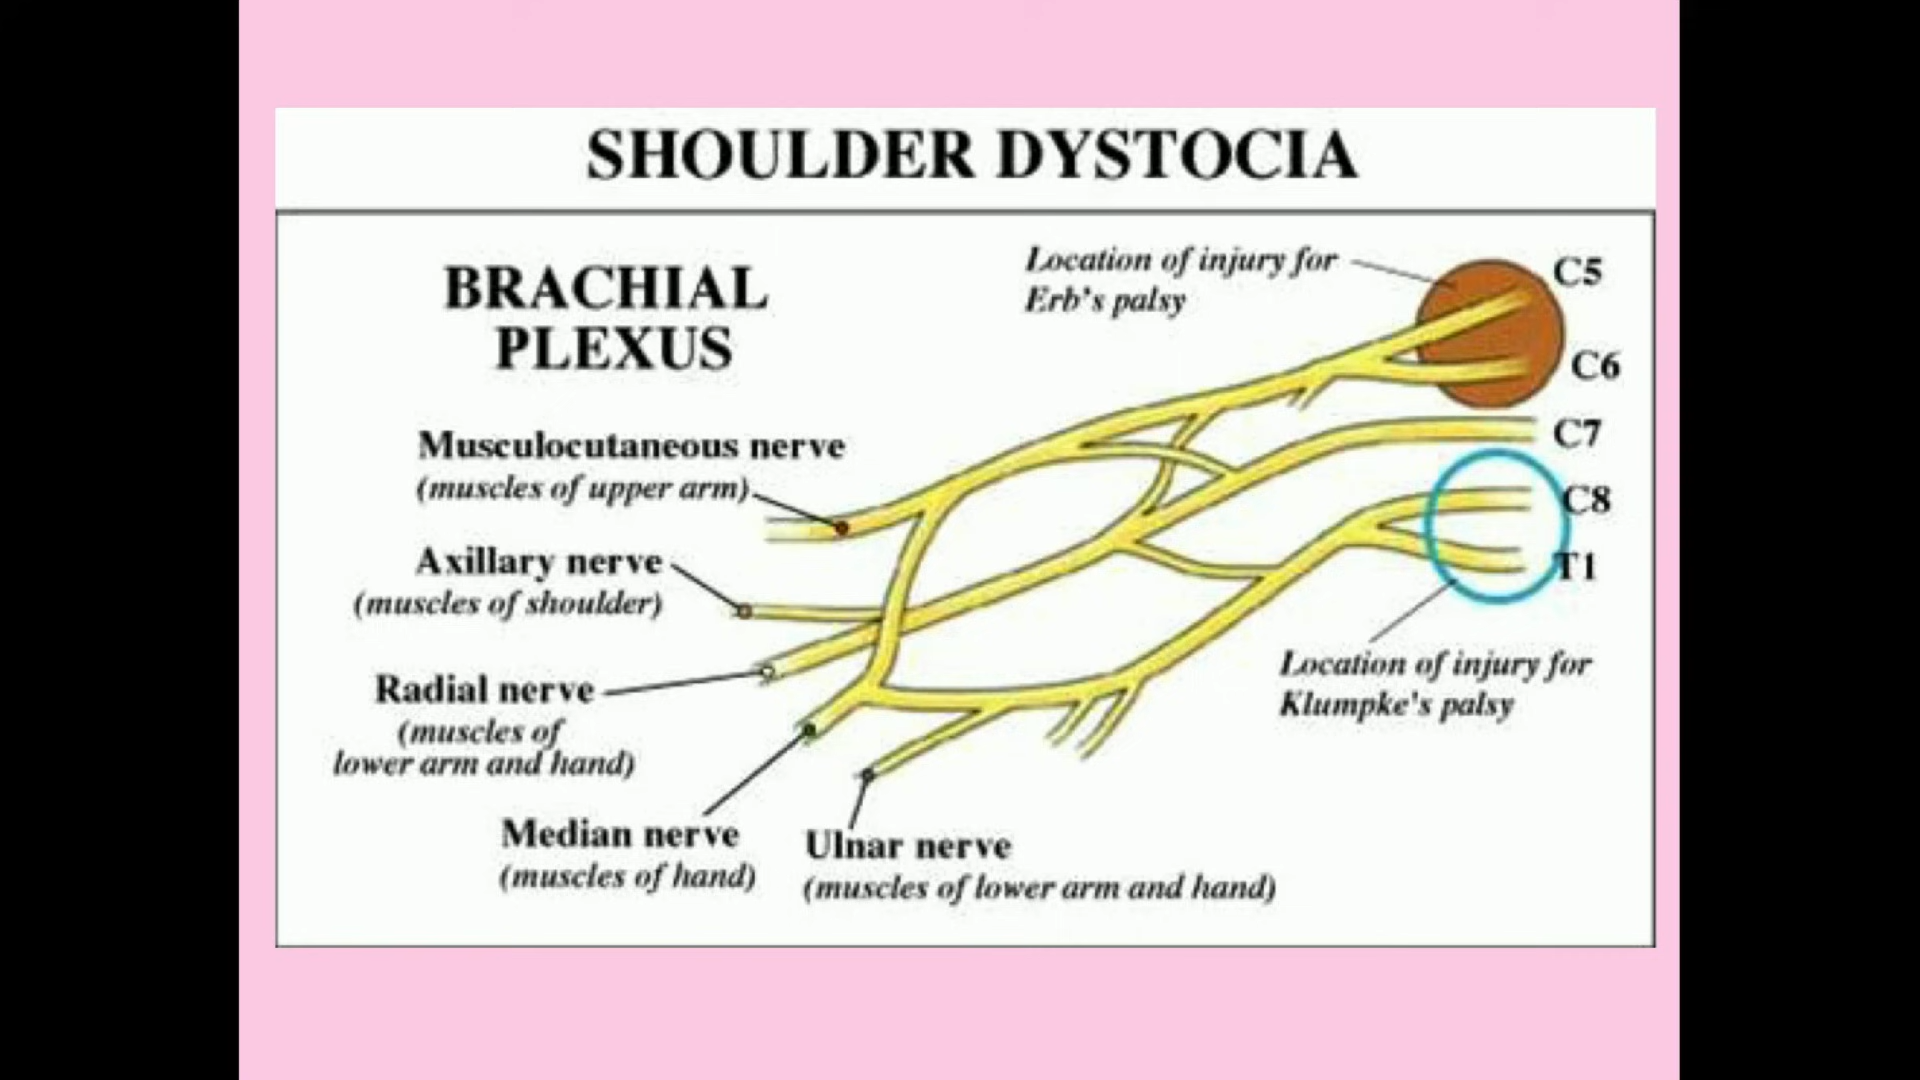 SHOULDER DYSTOCIA
BRACHIAL
PLEXUS
Location of injury for
Erb's palsy
C5
C6
C7
C8
T1
Musculocutaneous nerve
(muscles of upper arm)
Axillary nerve
(muscles of shoulder)
Radial nerve
(muscles of
lower arm and hand)
Median nerve
(muscles of hand)
Ulnar nerve
(muscles of lower arm and hand)
Location of injury for
Klumpke's palsy